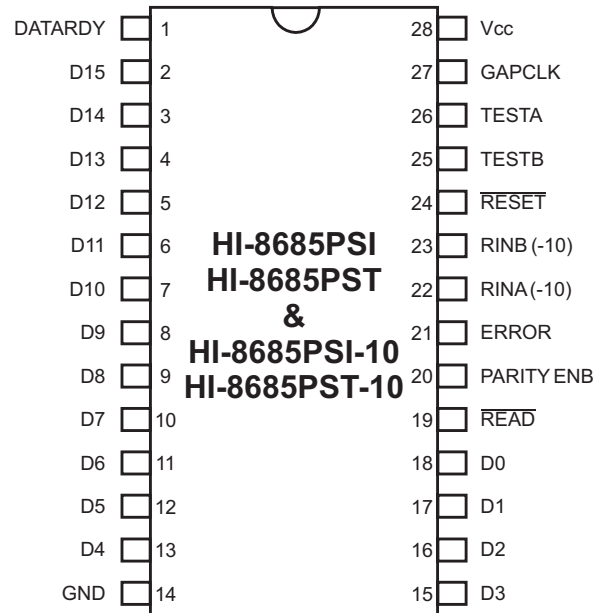 DATARDY 1 28 Vcc
D15 2 27 GAPCLK
D14 3 26 TESTA
D13 4 25 TESTB
D12 5 24 RESET
D11 6 HI-8685PSI 23 RINB (-10)
D10 7 HI-8685PST 22 RINA (-10)
&
D9 8 21 ERROR
HI-8685PSI-10
D8 9 HI-8685PST-10 20 PARITY ENB
D7 10 19 READ
D6 11 18 D0
D5 12 17 D1
D4 13 16 D2
GND 14 15 D3